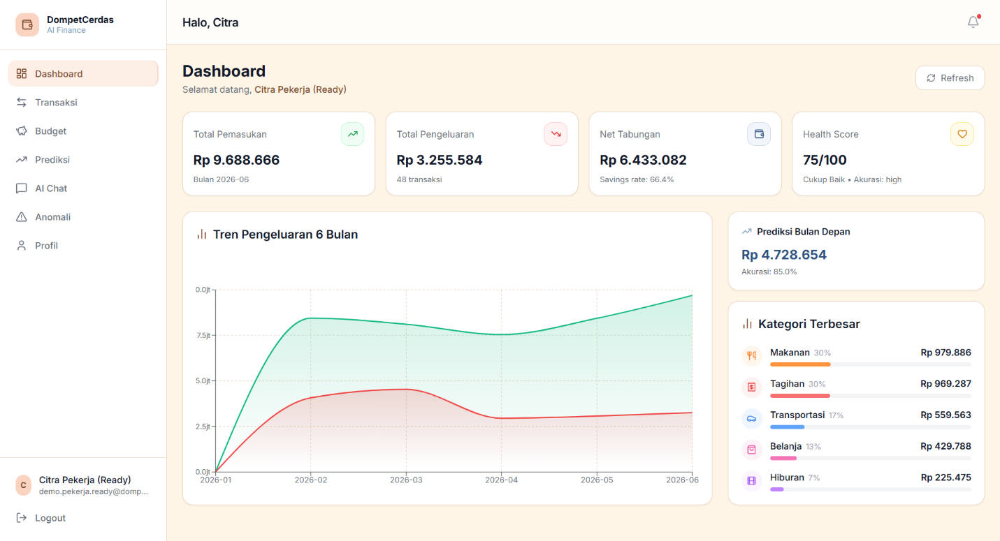 DompetCerdas
AI Finance
Dashboard
Transaksi
Budget
Prediksi
AI Chat
Anomali
Profil
C
Citra Pekerja (Ready)
demo.pekerja.ready@domp...
Logout
Halo, Citra
Dashboard
Selamat datang, Citra Pekerja (Ready)
Refresh
Total Pemasukan
Rp 9.688.666
Bulan 2026-06
Total Pengeluaran
Rp 3.255.584
48 transaksi
Net Tabungan
Rp 6.433.082
Savings rate: 66.4%
Health Score
75/100
Cukup Baik • Akurasi: high
Tren Pengeluaran 6 Bulan
0.0jt
7.5jt
5.0jt
2.5jt
0.0jt
2026-01 2026-02 2026-03 2026-04 2026-05 2026-06
Prediksi Bulan Depan
Rp 4.728.654
Akurasi: 85.0%
Kategori Terbesar
Makanan 30% Rp 979.886
Tagihan 30% Rp 969.287
Transportasi 17% Rp 559.563
Belanja 13% Rp 429.788
Hiburan 7% Rp 225.475